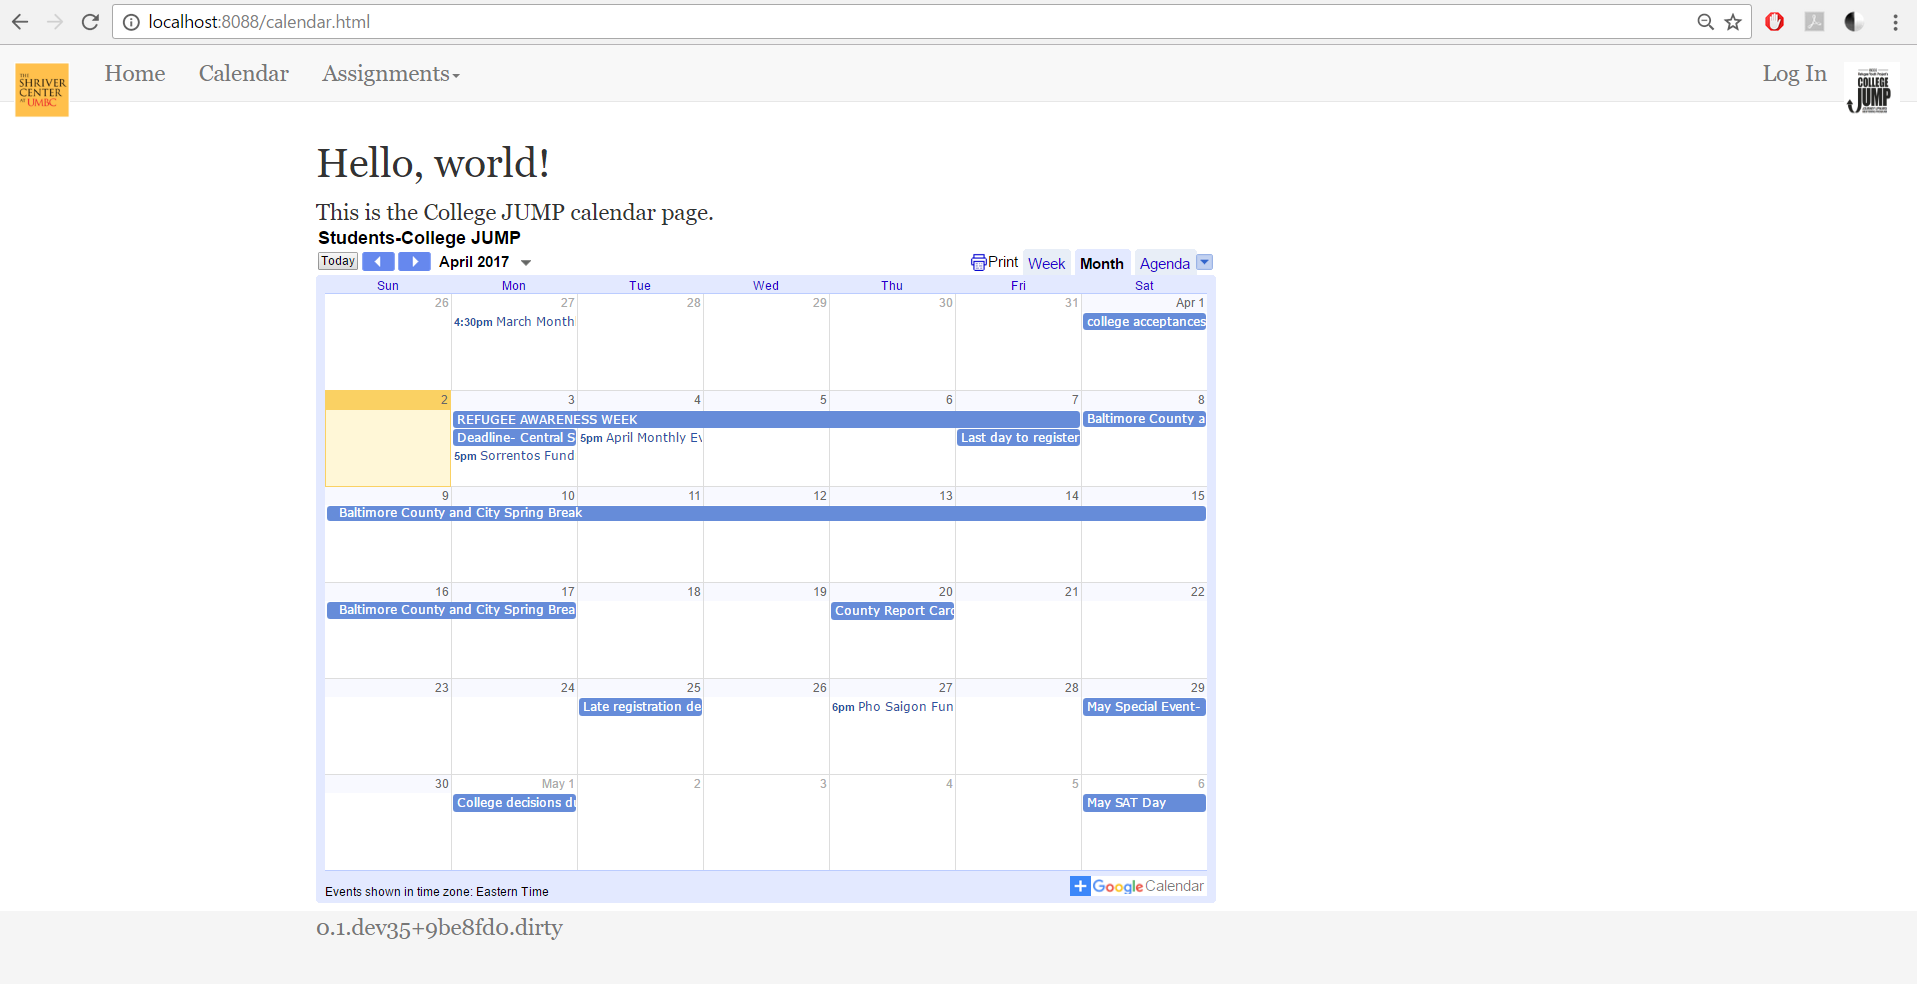 localhost:8088/calendar.html
THE
SHRIVER
CENTER
AT UMBC
Home Calendar Assignments Log In
COLLEGE
JUMP
Hello, world!
This is the College JUMP calendar page.
Students-College JUMP
Today April 2017 Print Week Month Agenda
Sun Mon Tue Wed Thu Fri Sat
26 27 28 29 30 31 Apr 1
4:30pm March Month college acceptances
2 3 4 5 6 7 8
REFUGEE AWARENESS WEEK Baltimore County a
Deadline- Central S 5pm April Monthly Ev Last day to register
5pm Sorrentos Fund
9 10 11 12 13 14 15
Baltimore County and City Spring Break
16 17 18 19 20 21 22
Baltimore County and City Spring Brea County Report Card
23 24 25 26 27 28 29
Late registration de 6pm Pho Saigon Fun May Special Event-
30 May 1 2 3 4 5 6
College decisions du May SAT Day
Events shown in time zone: Eastern Time
Google Calendar
0.1.dev35+9be8fd0.dirty